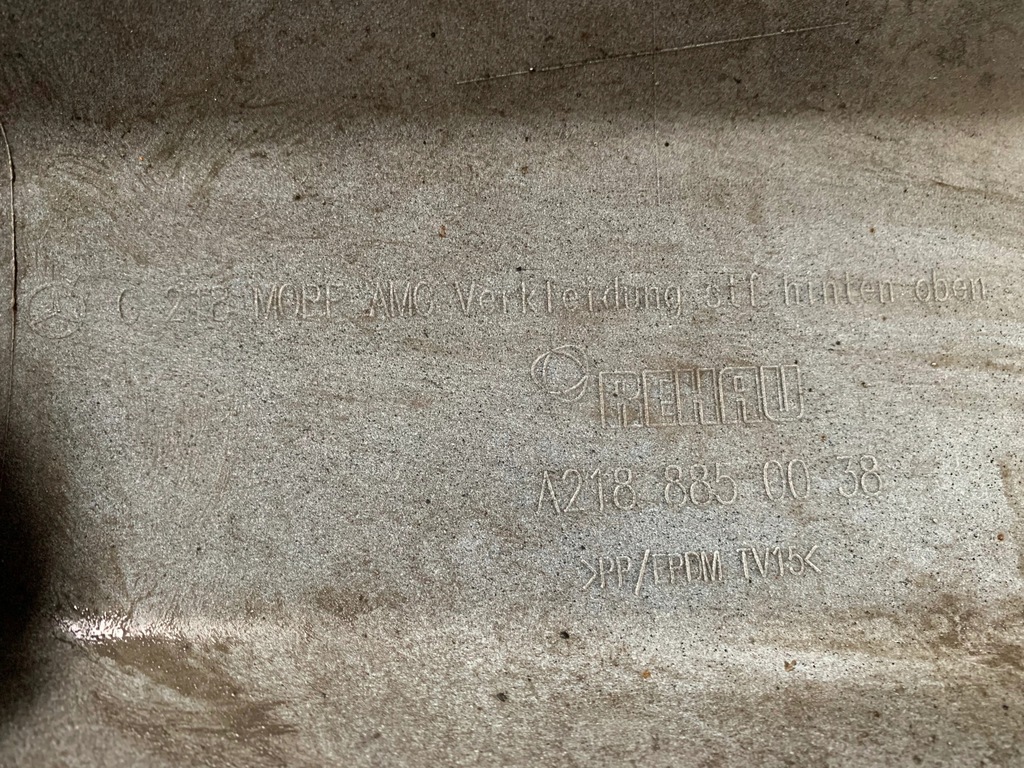 C 218 MOPF AMG Verkleidung stf hinten oben
REHAU
A218 885 00 38
>PP/EPDM TV15<